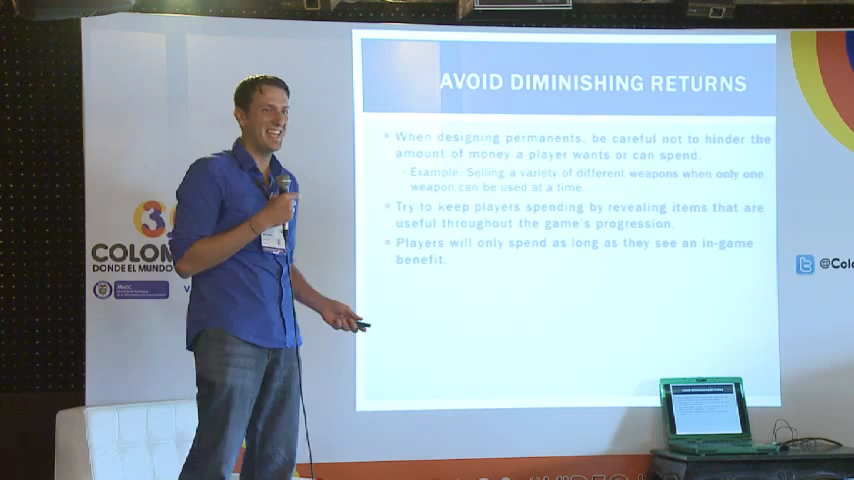 AVOID DIMINISHING RETURNS
When designing permanents, be careful not to hinder the
amount of money a player wants or can spend.
Example: Selling a variety of different weapons when only one
weapon can be used at a time.
Try to keep players spending by revealing items that are
useful throughout the game's progression.
Players will only spend as long as they see an in-game
benefit.
3
COLOM
DONDE EL MUNDO
MinTIC
V
@Colo